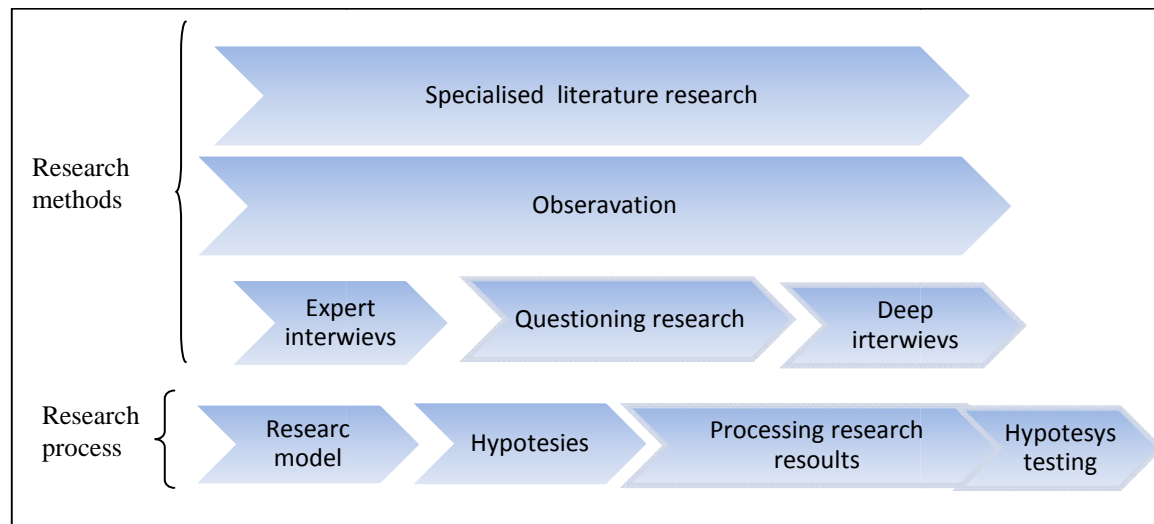 Research
methods
Specialised literature research
Obseravation
Expert
interwievs
Questioning research
Deep
irterwievs
Research
process
Researc
model
Hypotesies
Processing research
resoults
Hypotesys
testing